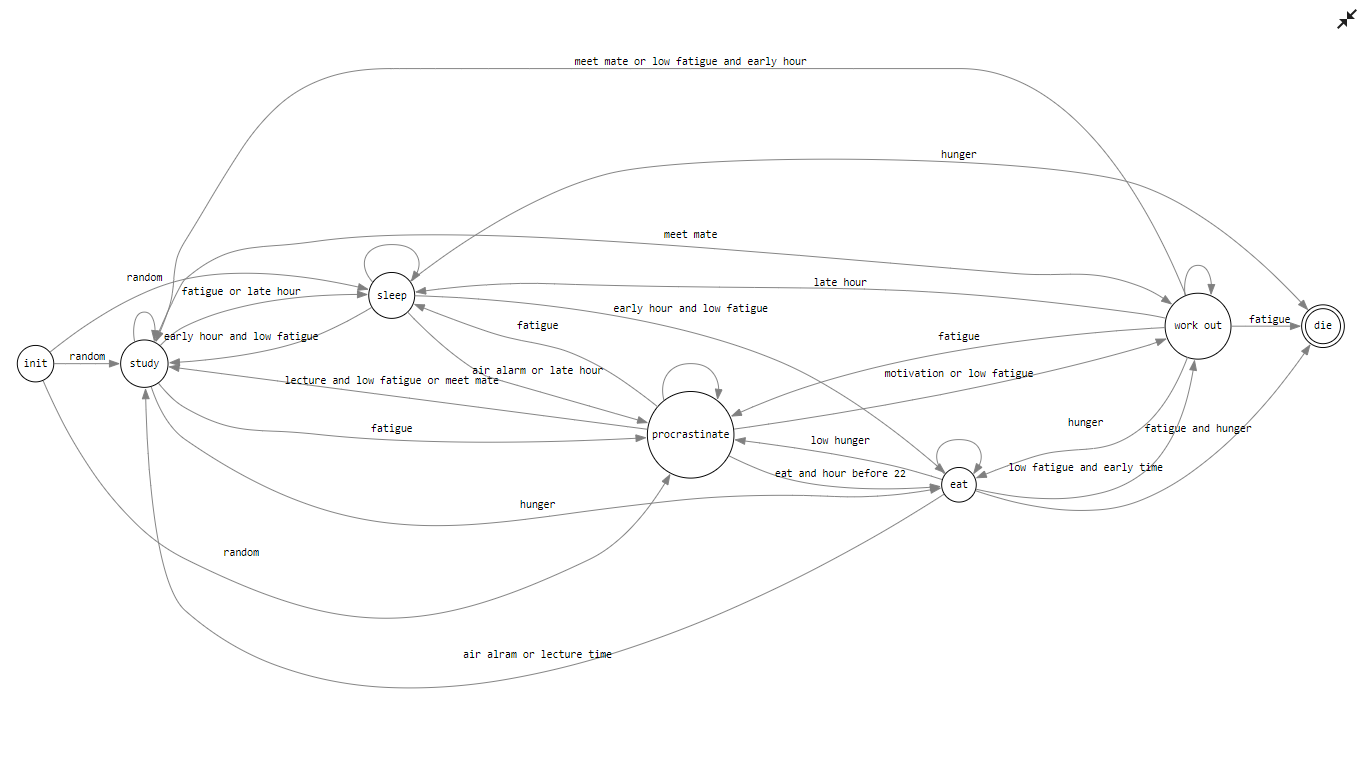 meet mate or low fatigue and early hour
hunger
meet mate
random
sleep
fatigue or late hour
late hour
early hour and low fatigue
work out
fatigue
die
fatigue
early hour and low fatigue
fatigue
random
init
study
air alarm or late hour
motivation or low fatigue
lecture and low fatigue or meet mate
hunger
fatigue
fatigue and hunger
procrastinate
low hunger
low fatigue and early time
eat and hour before 22
eat
hunger
random
air alram or lecture time